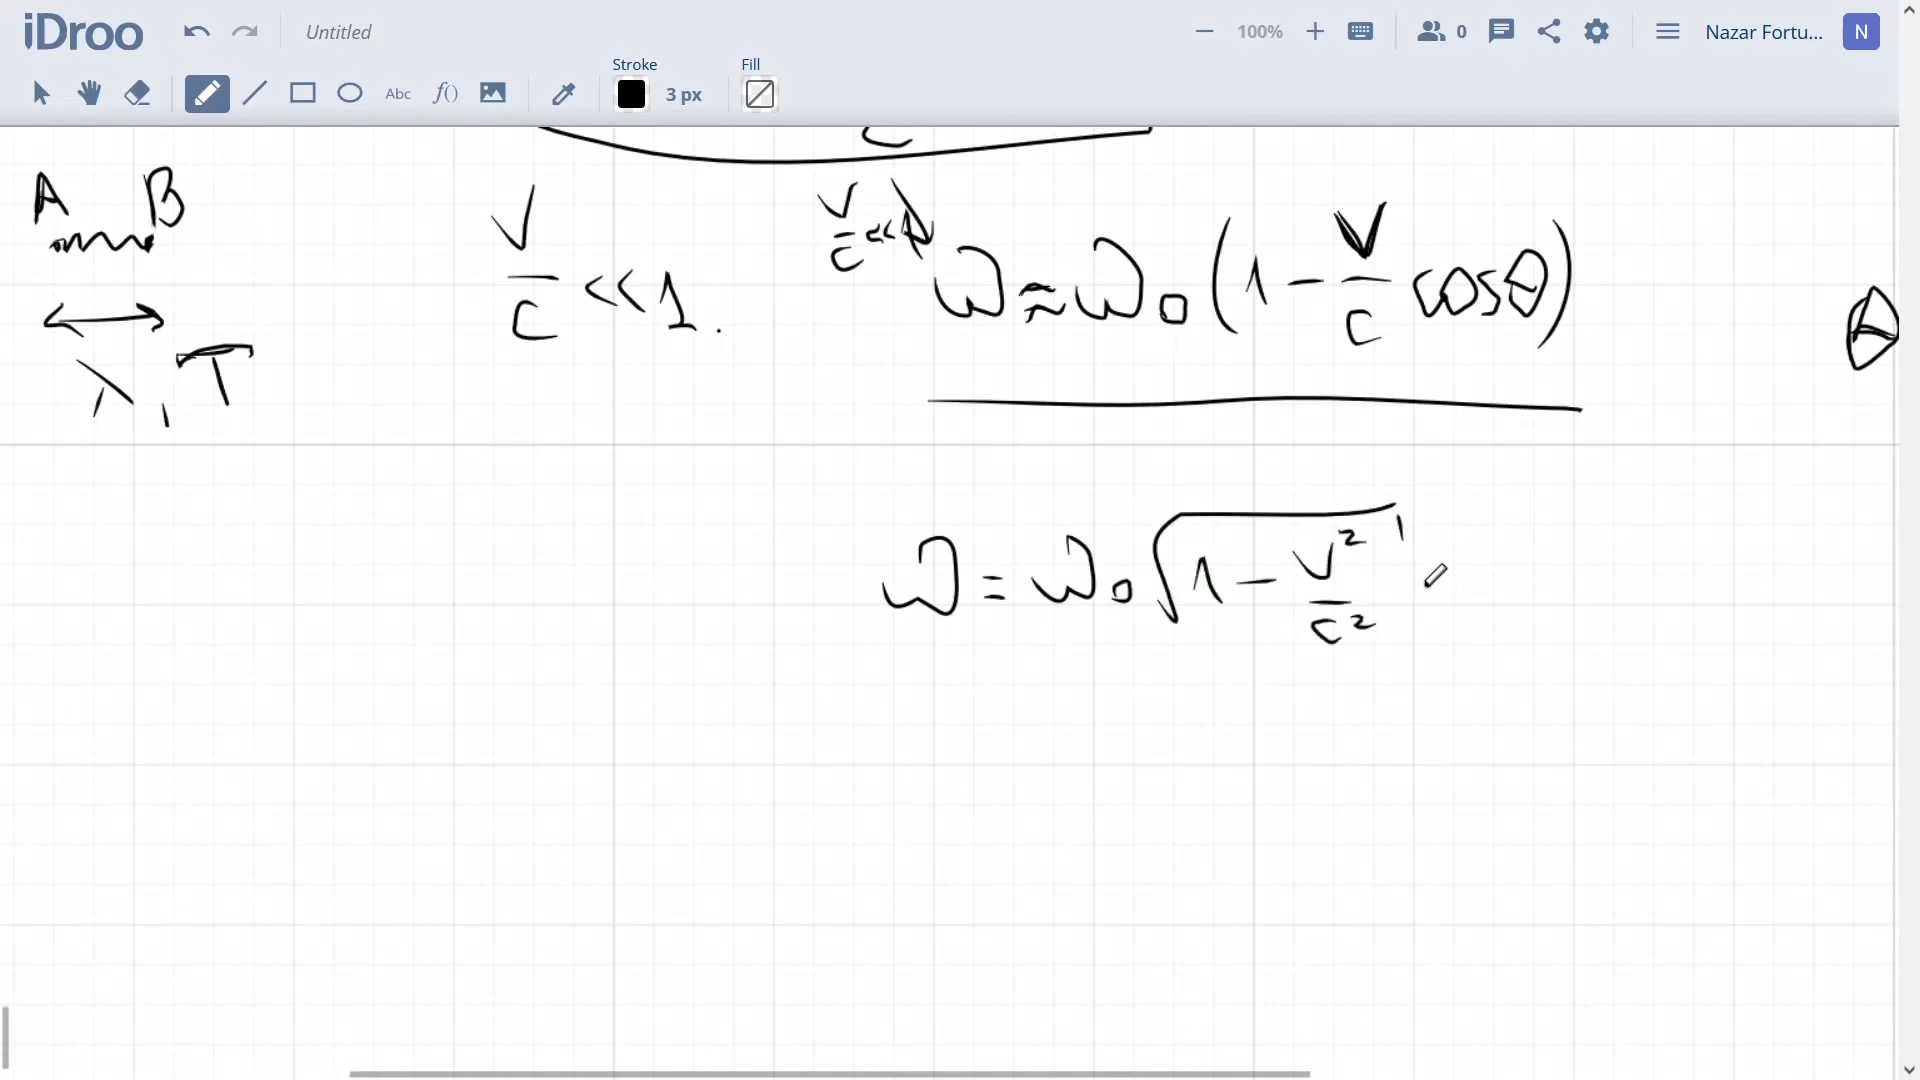 iDroo
Untitled
100%
0
Nazar Fortu...
N
Stroke
Fill
Abc
f()
3 px
c
A B
λ, T
V/c << 1.
V/c << 1
ω ≈ ω₀ (1 - V/c cosθ)
θ
ω = ω₀ √(1 - V²/c²)